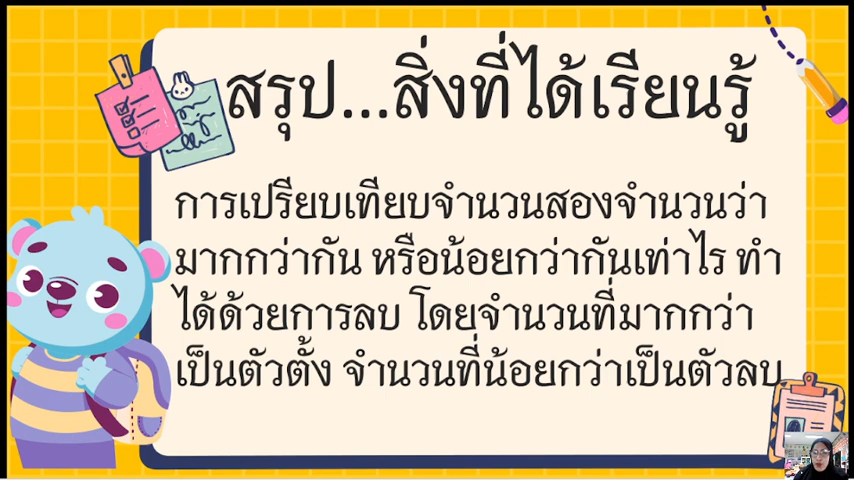 สรุป...สิ่งที่ได้เรียนรู้
การเปรียบเทียบจำนวนสองจำนวนว่า
มากกว่ากัน หรือน้อยกว่ากันเท่าไร ทำ
ได้ด้วยการลบ โดยจำนวนที่มากกว่า
เป็นตัวตั้ง จำนวนที่น้อยกว่าเป็นตัวลบ